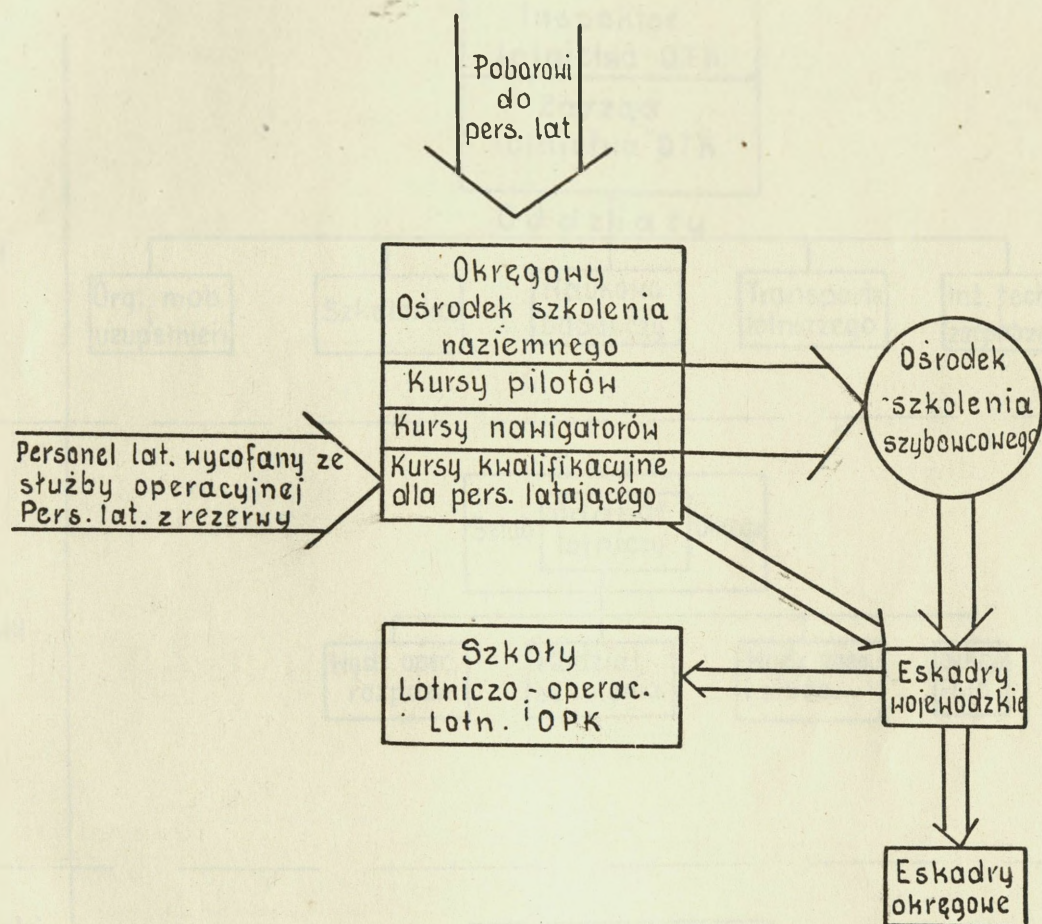 Poborowi
do
pers. lat
Okręgowy
Ośrodek szkolenia
naziemnego
Kursy pilotów
Kursy nawigatorów
Kursy kwalifikacyjne
dla pers. latającego
Ośrodek
szkolenia
szybowcowego
Personel lat. wycofany ze
służby operacyjnej
Pers. lat. z rezerwy
Szkoły
Lotniczo-operac.
Lotn. i OPK
Eskadry
wojewódzkie
Eskadry
okręgowe